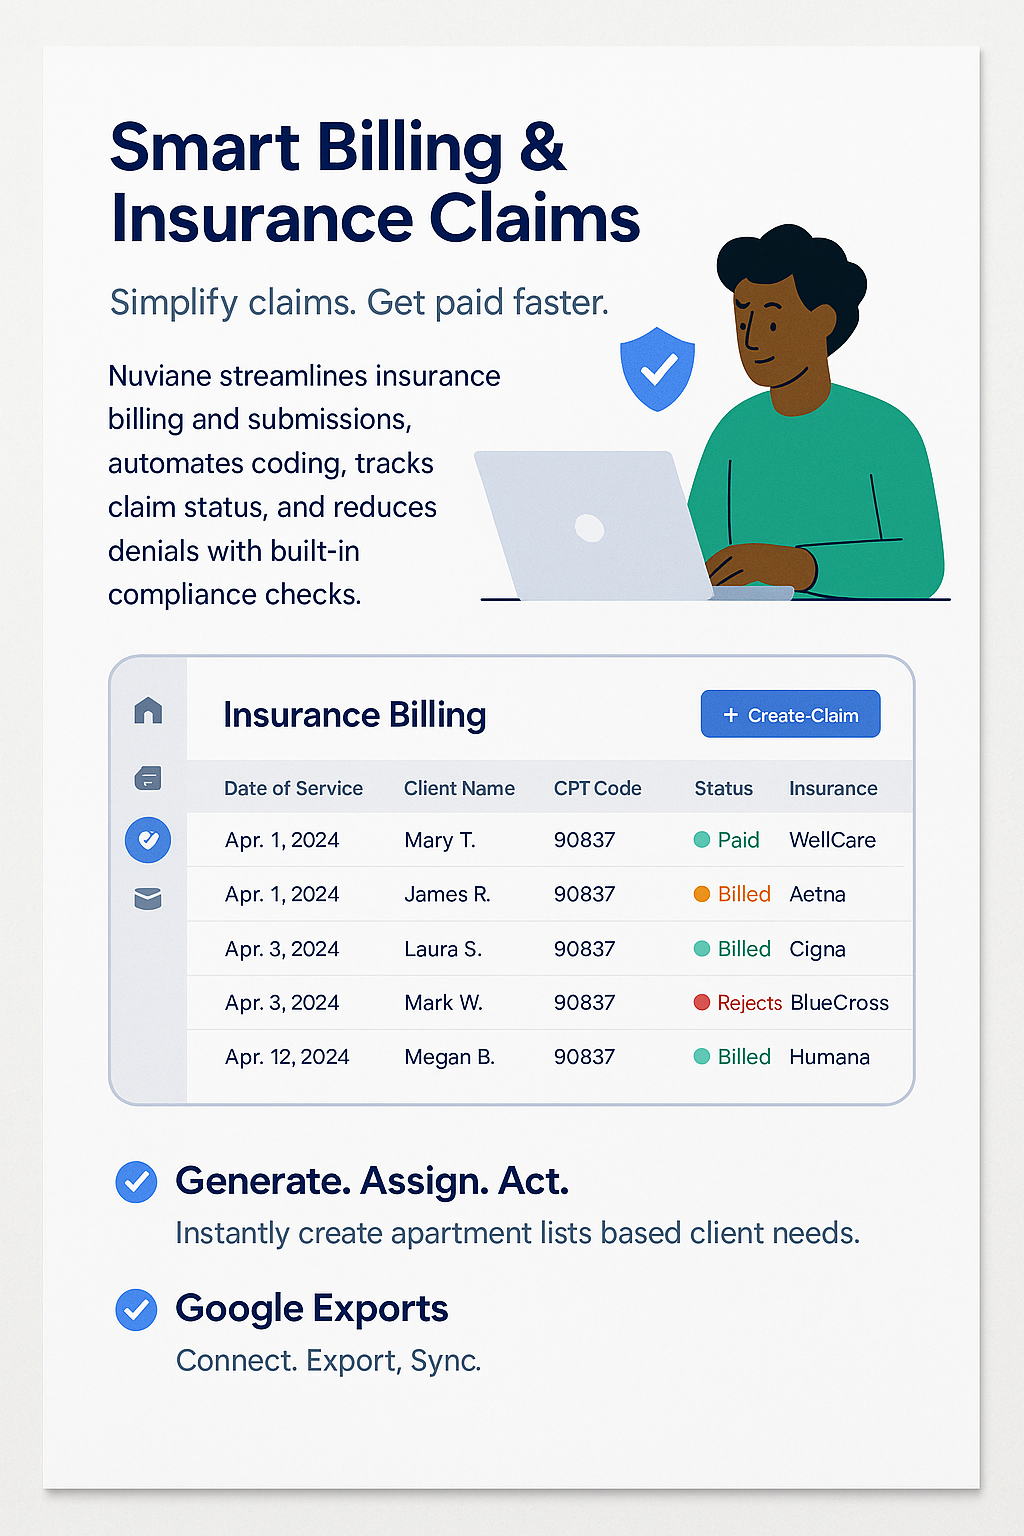 Smart Billing &
Insurance Claims
Simplify claims. Get paid faster.
Nuviane streamlines insurance
billing and submissions,
automates coding, tracks
claim status, and reduces
denials with built-in
compliance checks.
Insurance Billing
+ Create-Claim
Date of Service Client Name CPT Code Status Insurance
Apr. 1, 2024 Mary T. 90837 Paid WellCare
Apr. 1, 2024 James R. 90837 Billed Aetna
Apr. 3, 2024 Laura S. 90837 Billed Cigna
Apr. 3, 2024 Mark W. 90837 Rejects BlueCross
Apr. 12, 2024 Megan B. 90837 Billed Humana
Generate. Assign. Act.
Instantly create apartment lists based client needs.
Google Exports
Connect. Export, Sync.